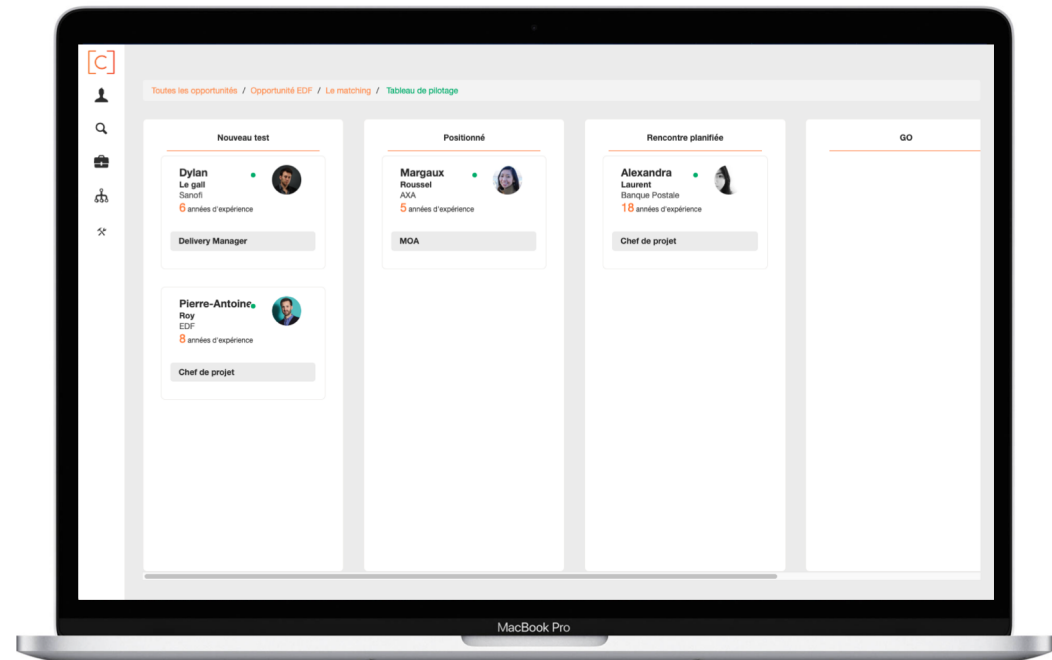 [C]
Toutes les opportunités / Opportunité EDF / Le matching / Tableau de pilotage
Nouveau test
Dylan
Le gall
Sanofi
6 années d'expérience
Delivery Manager
Pierre-Antoine
Roy
EDF
8 années d'expérience
Chef de projet
Positionné
Margaux
Roussel
AXA
5 années d'expérience
MOA
Rencontre planifiée
Alexandra
Laurent
Banque Postale
18 années d'expérience
Chef de projet
GO
MacBook Pro